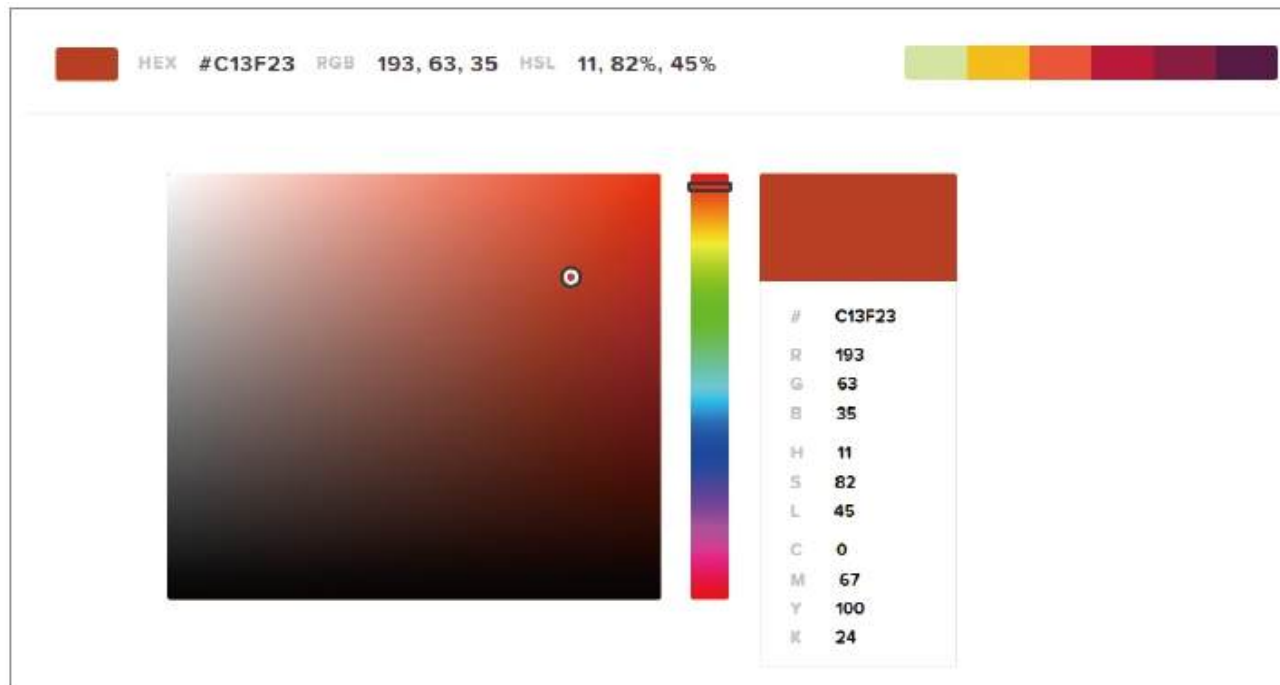 HEX #C13F23 RGB 193, 63, 35 HSL 11, 82%, 45%
# C13F23
R 193
G 63
B 35
H 11
S 82
L 45
C 0
M 67
Y 100
K 24